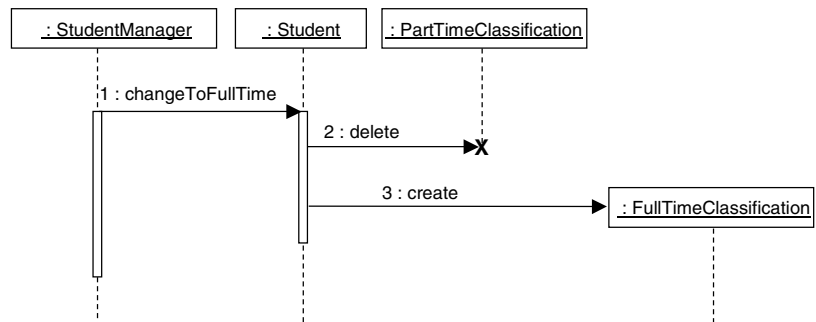 : StudentManager
: Student
: PartTimeClassification
1 : changeToFullTime
2 : delete
X
3 : create
: FullTimeClassification